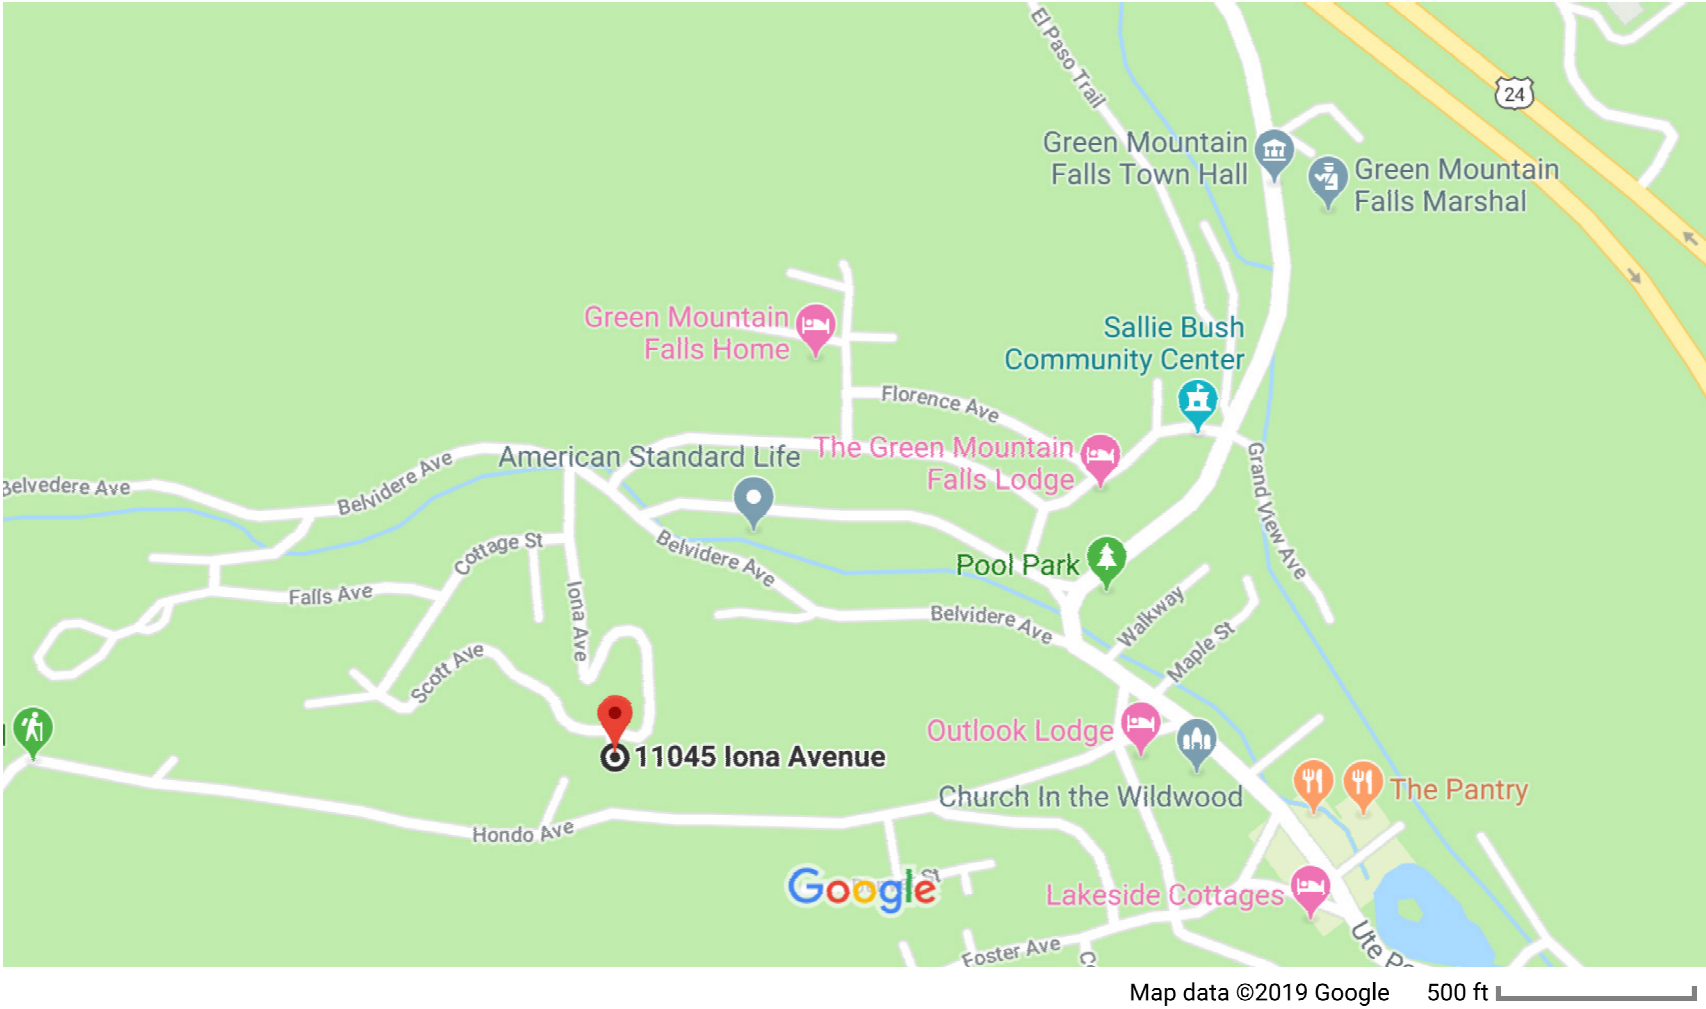 El Paso Trail
24
Green Mountain
Falls Town Hall
Green Mountain
Falls Marshal
Green Mountain
Falls Home
Sallie Bush
Community Center
Florence Ave
The Green Mountain
Falls Lodge
American Standard Life
Belvedere Ave
Belvidere Ave
Grand View Ave
Cottage St
Belvidere Ave
Pool Park
Falls Ave
Iona Ave
Belvidere Ave
Walkway
Maple St
Scott Ave
Outlook Lodge
11045 Iona Avenue
Church In the Wildwood
The Pantry
Hondo Ave
St
Google
Lakeside Cottages
Foster Ave
Ute
Map data ©2019 Google
500 ft